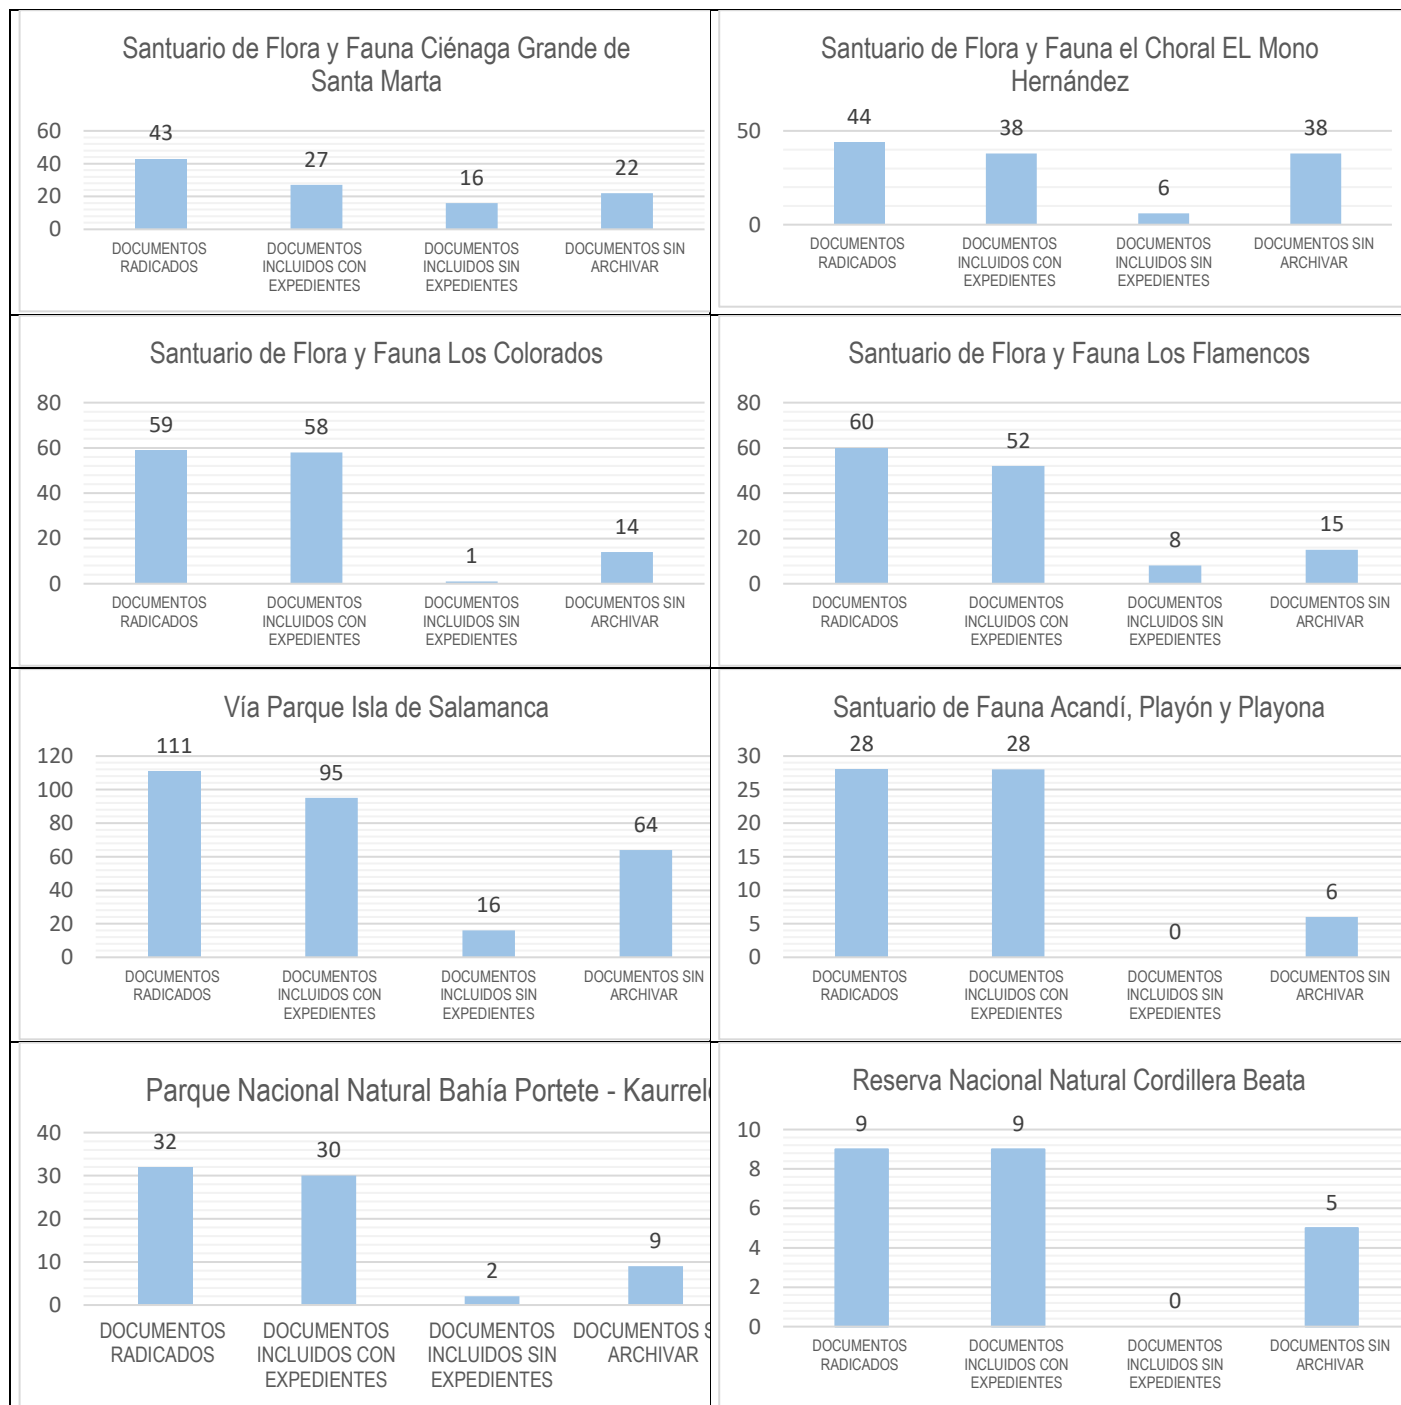 Santuario de Flora y Fauna Ciénaga Grande de
Santa Marta
60
40
20
0
43
27
16
22
DOCUMENTOS
RADICADOS
DOCUMENTOS
INCLUIDOS CON
EXPEDIENTES
DOCUMENTOS
INCLUIDOS SIN
EXPEDIENTES
DOCUMENTOS SIN
ARCHIVAR
Santuario de Flora y Fauna el Choral EL Mono
Hernández
50
0
44
38
6
38
DOCUMENTOS
RADICADOS
DOCUMENTOS
INCLUIDOS CON
EXPEDIENTES
DOCUMENTOS
INCLUIDOS SIN
EXPEDIENTES
DOCUMENTOS SIN
ARCHIVAR
Santuario de Flora y Fauna Los Colorados
80
60
40
20
0
59
58
1
14
DOCUMENTOS
RADICADOS
DOCUMENTOS
INCLUIDOS CON
EXPEDIENTES
DOCUMENTOS
INCLUIDOS SIN
EXPEDIENTES
DOCUMENTOS SIN
ARCHIVAR
Santuario de Flora y Fauna Los Flamencos
80
60
40
20
0
60
52
8
15
DOCUMENTOS
RADICADOS
DOCUMENTOS
INCLUIDOS CON
EXPEDIENTES
DOCUMENTOS
INCLUIDOS SIN
EXPEDIENTES
DOCUMENTOS SIN
ARCHIVAR
Vía Parque Isla de Salamanca
120
100
80
60
40
20
0
111
95
16
64
DOCUMENTOS
RADICADOS
DOCUMENTOS
INCLUIDOS CON
EXPEDIENTES
DOCUMENTOS
INCLUIDOS SIN
EXPEDIENTES
DOCUMENTOS SIN
ARCHIVAR
Santuario de Fauna Acandí, Playón y Playona
30
25
20
15
10
5
0
28
28
0
6
DOCUMENTOS
RADICADOS
DOCUMENTOS
INCLUIDOS CON
EXPEDIENTES
DOCUMENTOS
INCLUIDOS SIN
EXPEDIENTES
DOCUMENTOS SIN
ARCHIVAR
Parque Nacional Natural Bahía Portete - Kaurrel
40
30
20
10
0
32
30
2
9
DOCUMENTOS
RADICADOS
DOCUMENTOS
INCLUIDOS CON
EXPEDIENTES
DOCUMENTOS
INCLUIDOS SIN
EXPEDIENTES
DOCUMENTOS S
ARCHIVAR
Reserva Nacional Natural Cordillera Beata
10
8
6
4
2
0
9
9
0
5
DOCUMENTOS
RADICADOS
DOCUMENTOS
INCLUIDOS CON
EXPEDIENTES
DOCUMENTOS
INCLUIDOS SIN
EXPEDIENTES
DOCUMENTOS SIN
ARCHIVAR